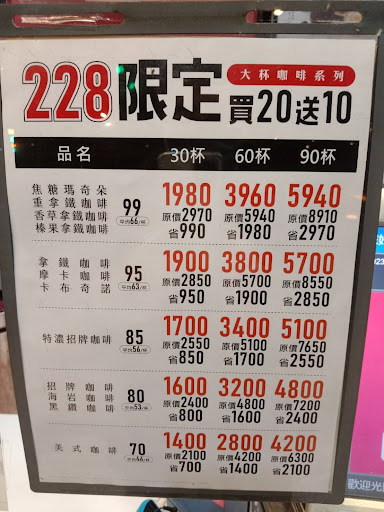 228限定
大杯咖啡系列
買20送10
品名 30杯 60杯 90杯
焦糖瑪奇朵
重拿鐵咖啡
香草拿鐵咖啡
榛果拿鐵咖啡
99
平均66/杯
1980 3960 5940
原價2970 原價5940 原價8910
省990 省1980 省2970
拿鐵咖啡
摩卡咖啡
卡布奇諾
95
平均63/杯
1900 3800 5700
原價2850 原價5700 原價8550
省950 省1900 省2850
特濃招牌咖啡
85
平均56/杯
1700 3400 5100
原價2550 原價5100 原價7650
省850 省1700 省2550
招牌咖啡
海岩咖啡
黑鑽咖啡
80
平均53/杯
1600 3200 4800
原價2400 原價4800 原價7200
省800 省1600 省2400
美式咖啡
70
平均46/杯
1400 2800 4200
原價2100 原價4200 原價6300
省700 省1400 省2100
歡迎光